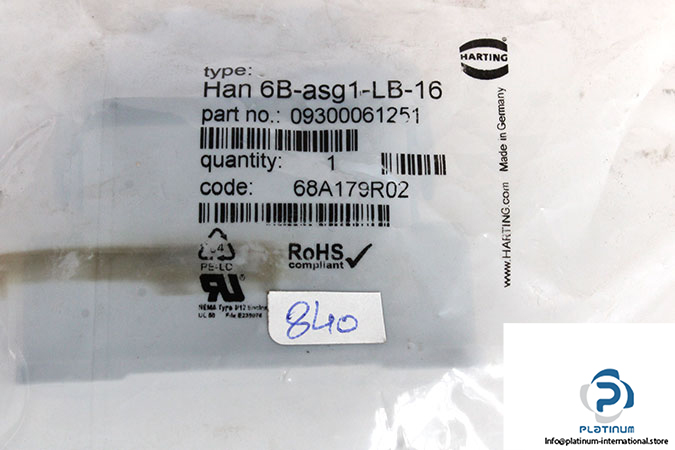 HARTING
type:
Han 6B-asg1-LB-16
part no.: 09300061251
quantity: 1
code: 68A179R02
www.HARTING.com Made in Germany
PE-LD
RoHS
compliant
840
PLATINUM
Info@platinum-international.store